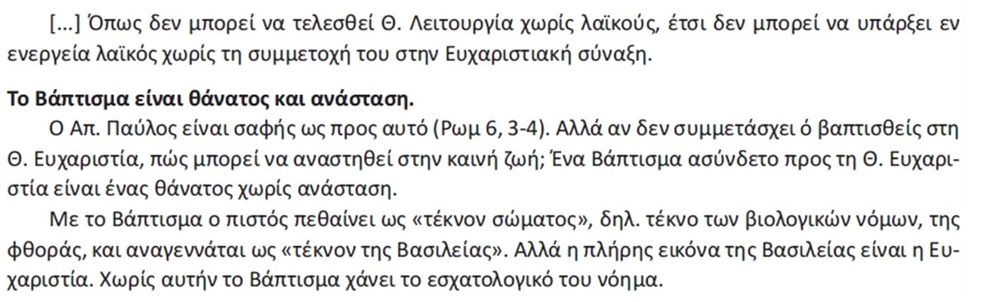 [...] Όπως δεν μπορεί να τελεσθεί Θ. Λειτουργία χωρίς λαϊκούς, έτσι δεν μπορεί να υπάρξει εν
ενεργεία λαϊκός χωρίς τη συμμετοχή του στην Ευχαριστιακή σύναξη.
Το Βάπτισμα είναι θάνατος και ανάσταση.
Ο Απ. Παύλος είναι σαφής ως προς αυτό (Ρωμ 6, 3-4). Αλλά αν δεν συμμετάσχει ό βαπτισθείς στη
Θ. Ευχαριστία, πώς μπορεί να αναστηθεί στην καινή ζωή; Ένα Βάπτισμα ασύνδετο προς τη Θ. Ευχαρι-
στία είναι ένας θάνατος χωρίς ανάσταση.
Με το Βάπτισμα ο πιστός πεθαίνει ως «τέκνον σώματος», δηλ. τέκνο των βιολογικών νόμων, της
φθοράς, και αναγεννάται ως «τέκνον της Βασιλείας». Αλλά η πλήρης εικόνα της Βασιλείας είναι η Ευ-
χαριστία. Χωρίς αυτήν το Βάπτισμα χάνει το εσχατολογικό του νόημα.